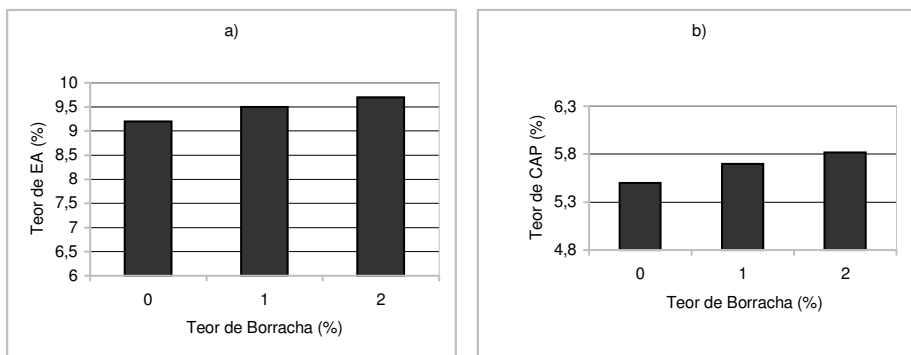 a)
10
9,5
9
8,5
8
7,5
7
6,5
6
Teor de EA (%)
0 1 2
Teor de Borracha (%)
b)
6,3
5,8
5,3
4,8
Teor de CAP (%)
0 1 2
Teor de Borracha (%)